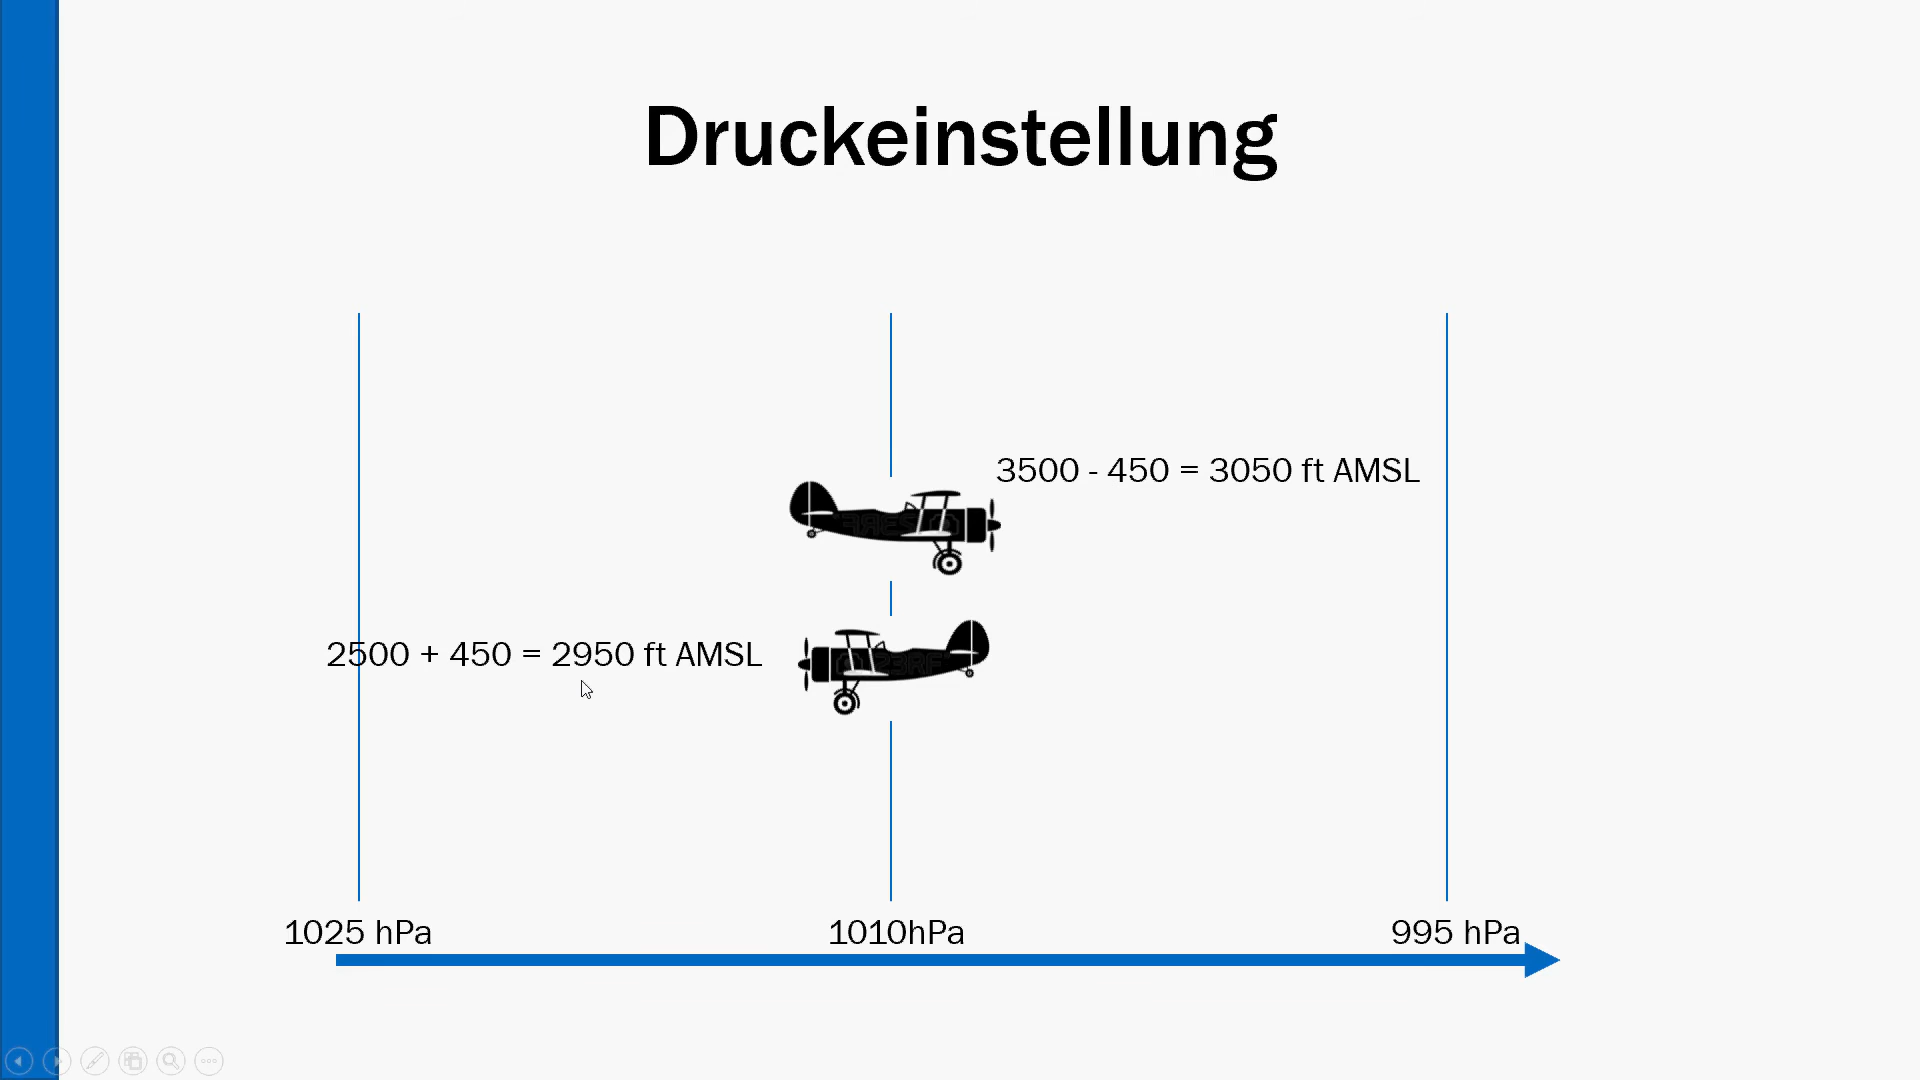 Druckeinstellung
3500 - 450 = 3050 ft AMSL
2500 + 450 = 2950 ft AMSL
1025 hPa
1010hPa
995 hPa